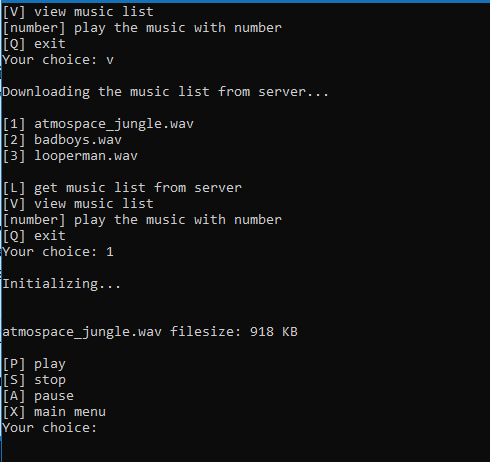 [V] view music list
[number] play the music with number
[Q] exit
Your choice: v
Downloading the music list from server...
[1] atmospace_jungle.wav
[2] badboys.wav
[3] looperman.wav
[L] get music list from server
[V] view music list
[number] play the music with number
[Q] exit
Your choice: 1
Initializing...
atmospace_jungle.wav filesize: 918 KB
[P] play
[S] stop
[A] pause
[X] main menu
Your choice: